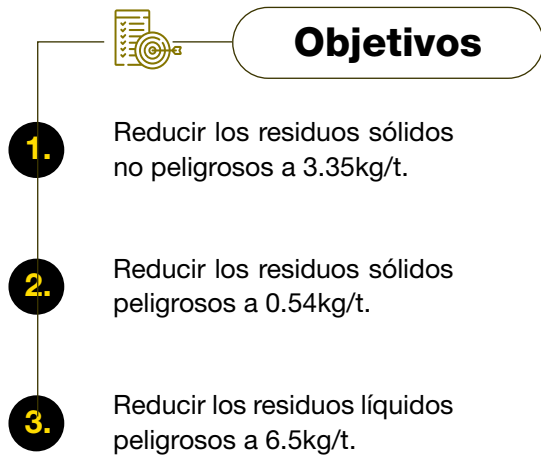 Objetivos
1.
Reducir los residuos sólidos
no peligrosos a 3.35kg/t.
2.
Reducir los residuos sólidos
peligrosos a 0.54kg/t.
3.
Reducir los residuos líquidos
peligrosos a 6.5kg/t.